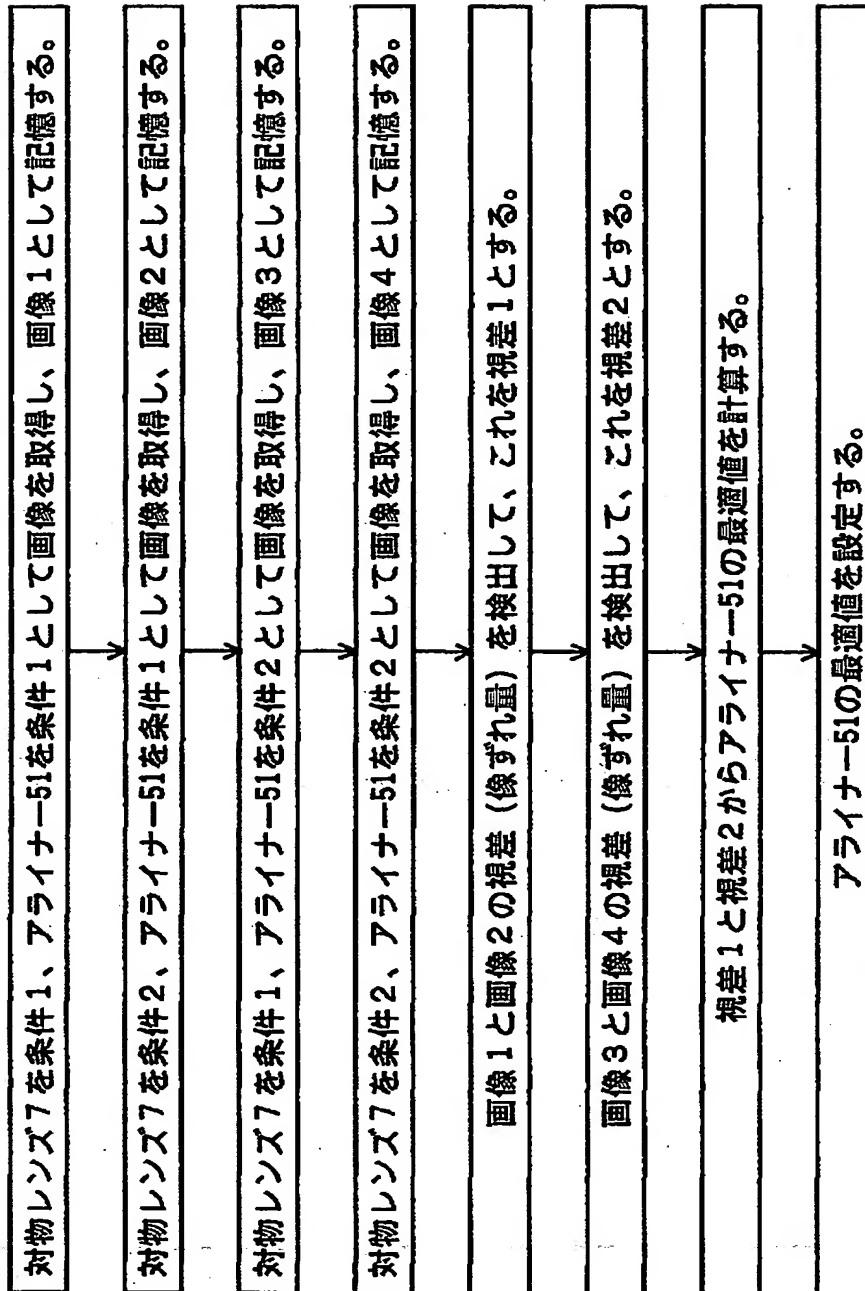 対物レンズ7を条件1、アライナー51を条件1として画像を取得し、画像1として記憶する。
対物レンズ7を条件2、アライナー51を条件1として画像を取得し、画像2として記憶する。
対物レンズ7を条件1、アライナー51を条件2として画像を取得し、画像3として記憶する。
対物レンズ7を条件2、アライナー51を条件2として画像を取得し、画像4として記憶する。
画像1と画像2の視差(像ずれ量)を検出して、これを視差1とする。
画像3と画像4の視差(像ずれ量)を検出して、これを視差2とする。
視差1と視差2からアライナー51の最適値を計算する。
アライナー51の最適値を設定する。